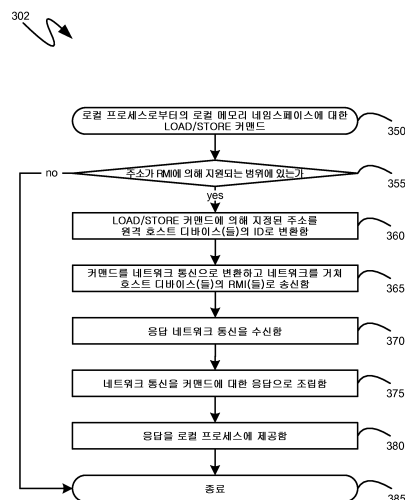 302
로컬 프로세스로부터의 로컬 메모리 네임스페이스에 대한
LOAD/STORE 커맨드
350
주소가 RMI에 의해 지원되는 범위에 있는가
355
no
yes
LOAD/STORE 커맨드에 의해 지정된 주소를
원격 호스트 디바이스(들)의 ID로 변환함
360
커맨드를 네트워크 통신으로 변환하고 네트워크를 거쳐
호스트 디바이스(들)의 RMI(들)로 송신함
365
응답 네트워크 통신을 수신함
370
네트워크 통신을 커맨드에 대한 응답으로 조립함
375
응답을 로컬 프로세스에 제공함
380
종료
385